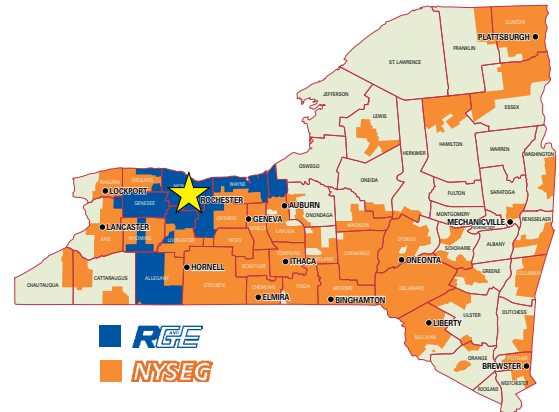 CLINTON
PLATTSBURGH
FRANKLIN
ST. LAWRENCE
JEFFERSON
ESSEX
LEWIS
HAMILTON
HERKIMER
WARREN
WASHINGTON
OSWEGO
ONEIDA
NIAGARA
ORLEANS
LOCKPORT
GENESEE
WAYNE
ROCHESTER
AUBURN
ONONDAGA
FULTON
SARATOGA
MONTGOMERY
MECHANICVILLE
RENSSELAER
ONTARIO
GENEVA
SENECA
CAYUGA
MADISON
LANCASTER
ERIE
WYOMING
LIVINGSTON
YATES
OTSEGO
SCHOHARIE
ALBANY
HORNELL
ITHACA
TOMPKINS
CHENANGO
ONEONTA
SCHUYLER
GREENE
COLUMBIA
CHAUTAUQUA
CATTARAUGUS
ALLEGANY
STEUBEN
CHEMUNG
TIOGA
BROOME
DELAWARE
ELMIRA
BINGHAMTON
ULSTER
DUTCHESS
LIBERTY
SULLIVAN
ORANGE
PUTNAM
BREWSTER
ROCKLAND
WESTCHESTER
RG&E
NYSEG